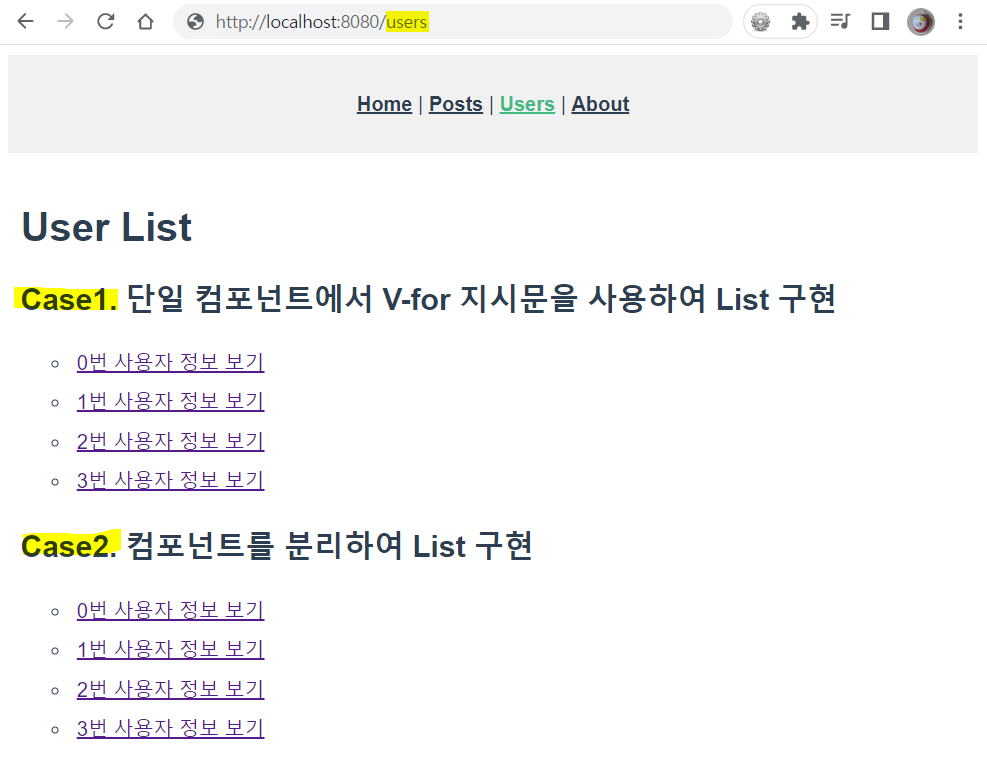 http://localhost:8080/users
Home | Posts | Users | About
User List
Case1. 단일 컴포넌트에서 V-for 지시문을 사용하여 List 구현
0번 사용자 정보 보기
1번 사용자 정보 보기
2번 사용자 정보 보기
3번 사용자 정보 보기
Case2. 컴포넌트를 분리하여 List 구현
0번 사용자 정보 보기
1번 사용자 정보 보기
2번 사용자 정보 보기
3번 사용자 정보 보기